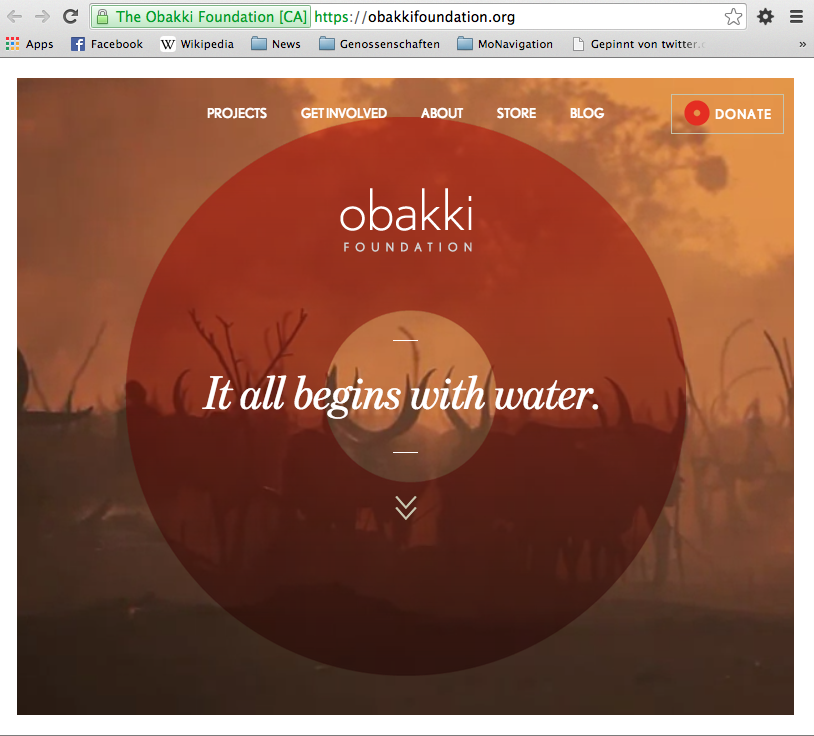 The Obakki Foundation [CA] https://obakkifoundation.org
Apps Facebook Wikipedia News Genossenschaften MoNavigation Gepinnt von twitter.c »
PROJECTS GET INVOLVED ABOUT STORE BLOG DONATE
obakki
FOUNDATION
It all begins with water.